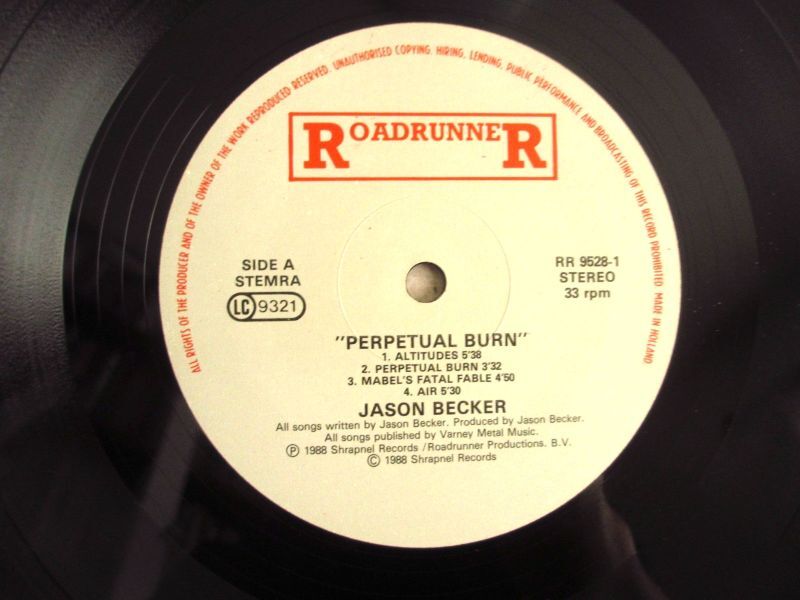 ALL RIGHTS OF THE PRODUCER AND OF THE OWNER OF THE WORK REPRODUCED RESERVED. UNAUTHORISED COPYING, HIRING, LENDING, PUBLIC PERFORMANCE AND BROADCASTING OF THIS RECORD PROHIBITED MADE IN HOLLAND
ROADRUNNER
SIDE A
STEMRA
LC 9321
RR 9528-1
STEREO
33 rpm
"PERPETUAL BURN"
1. ALTITUDES 5'38
2. PERPETUAL BURN 3'32
3. MABEL'S FATAL FABLE 4'50
4. AIR 5'30
JASON BECKER
All songs written by Jason Becker. Produced by Jason Becker.
All songs published by Varney Metal Music.
Ⓟ 1988 Shrapnel Records / Roadrunner Productions. B.V.
© 1988 Shrapnel Records